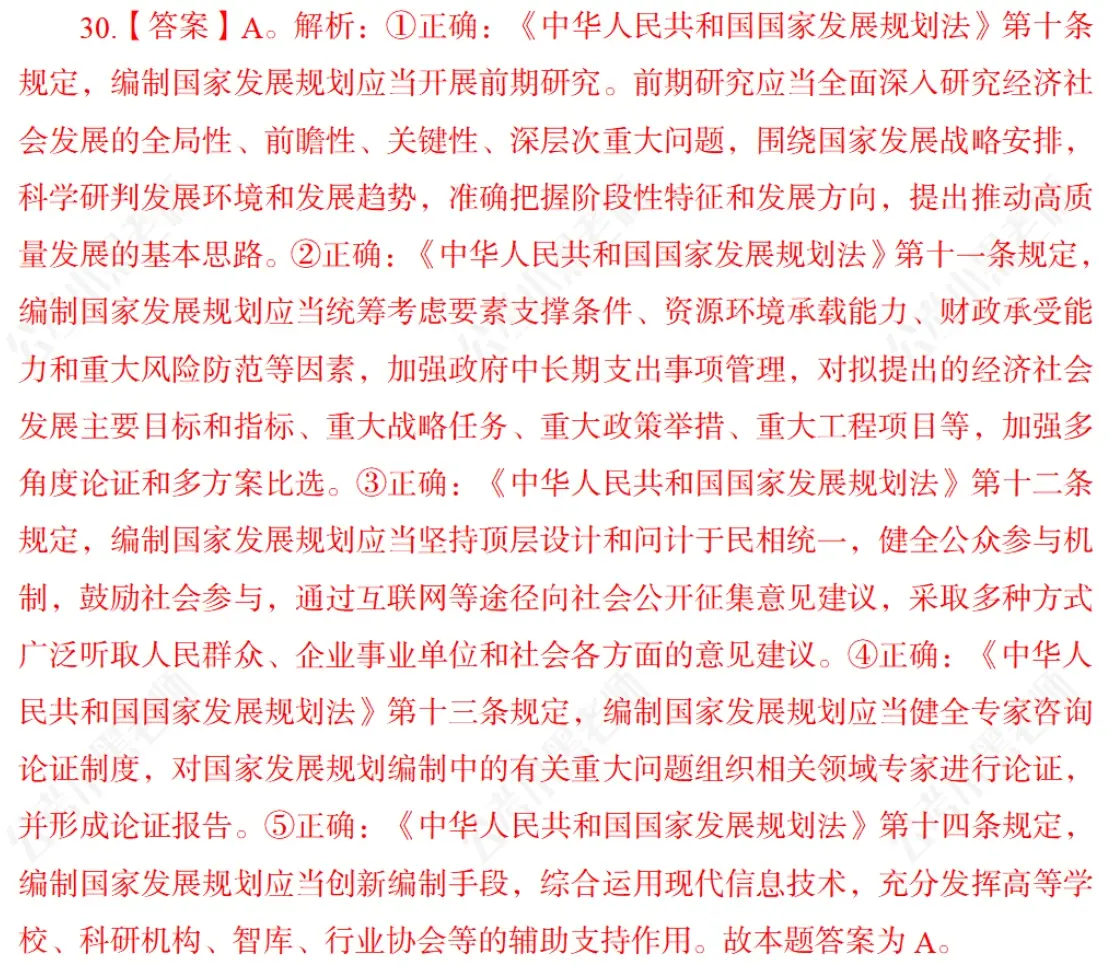 30.【答案】A。解析：①正确：《中华人民共和国国家发展规划法》第十条
规定，编制国家发展规划应当开展前期研究。前期研究应当全面深入研究经济社
会发展的全局性、前瞻性、关键性、深层次重大问题，围绕国家发展战略安排，
科学研判发展环境和发展趋势，准确把握阶段性特征和发展方向，提出推动高质
量发展的基本思路。②正确：《中华人民共和国国家发展规划法》第十一条规定，
编制国家发展规划应当统筹考虑要素支撑条件、资源环境承载能力、财政承受能
力和重大风险防范等因素，加强政府中长期支出事项管理，对拟提出的经济社会
发展主要目标和指标、重大战略任务、重大政策举措、重大工程项目等，加强多
角度论证和多方案比选。③正确：《中华人民共和国国家发展规划法》第十二条
规定，编制国家发展规划应当坚持顶层设计和问计于民相统一，健全公众参与机
制，鼓励社会参与，通过互联网等途径向社会公开征集意见建议，采取多种方式
广泛听取人民群众、企业事业单位和社会各方面的意见建议。④正确：《中华人
民共和国国家发展规划法》第十三条规定，编制国家发展规划应当健全专家咨询
论证制度，对国家发展规划编制中的有关重大问题组织相关领域专家进行论证，
并形成论证报告。⑤正确：《中华人民共和国国家发展规划法》第十四条规定，
编制国家发展规划应当创新编制手段，综合运用现代信息技术，充分发挥高等学
校、科研机构、智库、行业协会等的辅助支持作用。故本题答案为 A。